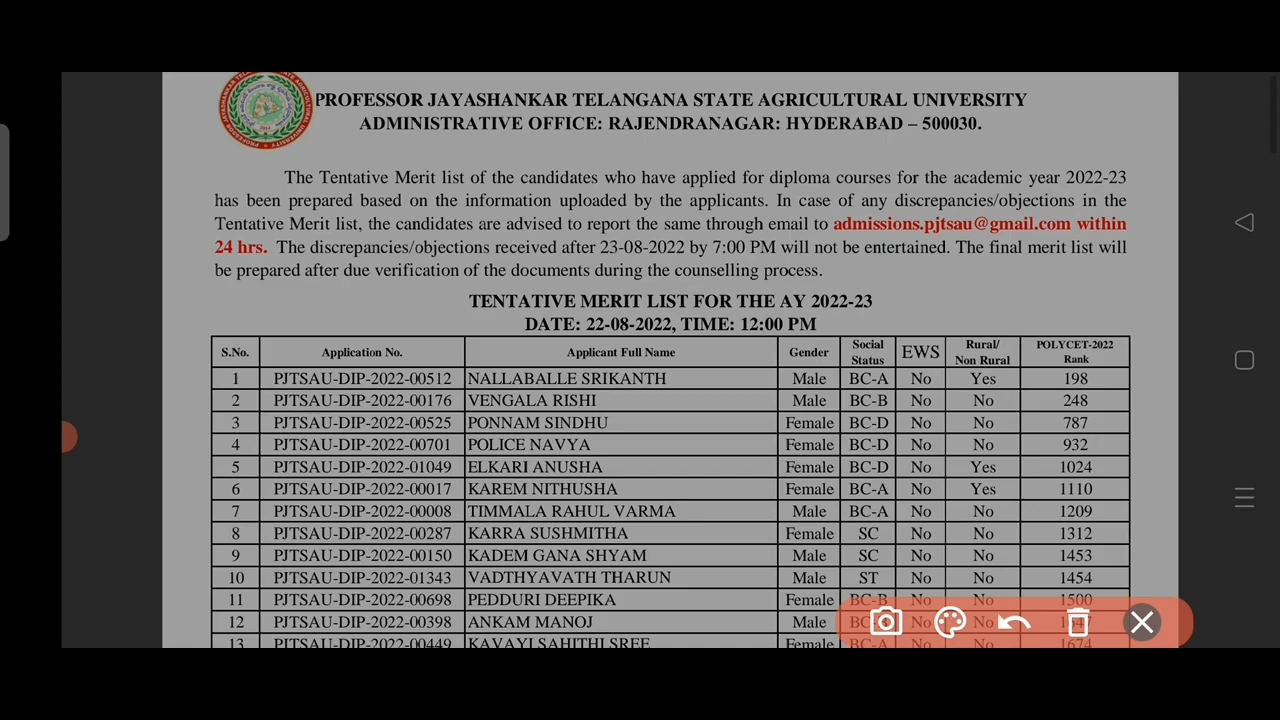 PROFESSOR JAYASHANKAR TELANGANA STATE AGRICULTURAL UNIVERSITY
ADMINISTRATIVE OFFICE: RAJENDRANAGAR: HYDERABAD – 500030.
The Tentative Merit list of the candidates who have applied for diploma courses for the academic year 2022-23
has been prepared based on the information uploaded by the applicants. In case of any discrepancies/objections in the
Tentative Merit list, the candidates are advised to report the same through email to admissions.pjtsau@gmail.com within
24 hrs. The discrepancies/objections received after 23-08-2022 by 7:00 PM will not be entertained. The final merit list will
be prepared after due verification of the documents during the counselling process.
TENTATIVE MERIT LIST FOR THE AY 2022-23
DATE: 22-08-2022, TIME: 12:00 PM
S.No. Application No. Applicant Full Name Gender Social Status EWS Rural/ Non Rural POLYCET-2022 Rank
1 PJTSAU-DIP-2022-00512 NALLABALLE SRIKANTH Male BC-A No Yes 198
2 PJTSAU-DIP-2022-00176 VENGALA RISHI Male BC-B No No 248
3 PJTSAU-DIP-2022-00525 PONNAM SINDHU Female BC-D No No 787
4 PJTSAU-DIP-2022-00701 POLICE NAVYA Female BC-D No No 932
5 PJTSAU-DIP-2022-01049 ELKARI ANUSHA Female BC-D No Yes 1024
6 PJTSAU-DIP-2022-00017 KAREM NITHUSHA Female BC-A No Yes 1110
7 PJTSAU-DIP-2022-00008 TIMMALA RAHUL VARMA Male BC-A No No 1209
8 PJTSAU-DIP-2022-00287 KARRA SUSHMITHA Female SC No No 1312
9 PJTSAU-DIP-2022-00150 KADEM GANA SHYAM Male SC No No 1453
10 PJTSAU-DIP-2022-01343 VADTHYAVATH THARUN Male ST No No 1454
11 PJTSAU-DIP-2022-00698 PEDDURI DEEPIKA Female BC-B No No 1500
12 PJTSAU-DIP-2022-00398 ANKAM MANOJ Male No
13 PJTSAU-DIP-2022-00449 KAVAYI SAHITHI SREE Female BC-A No No 1674